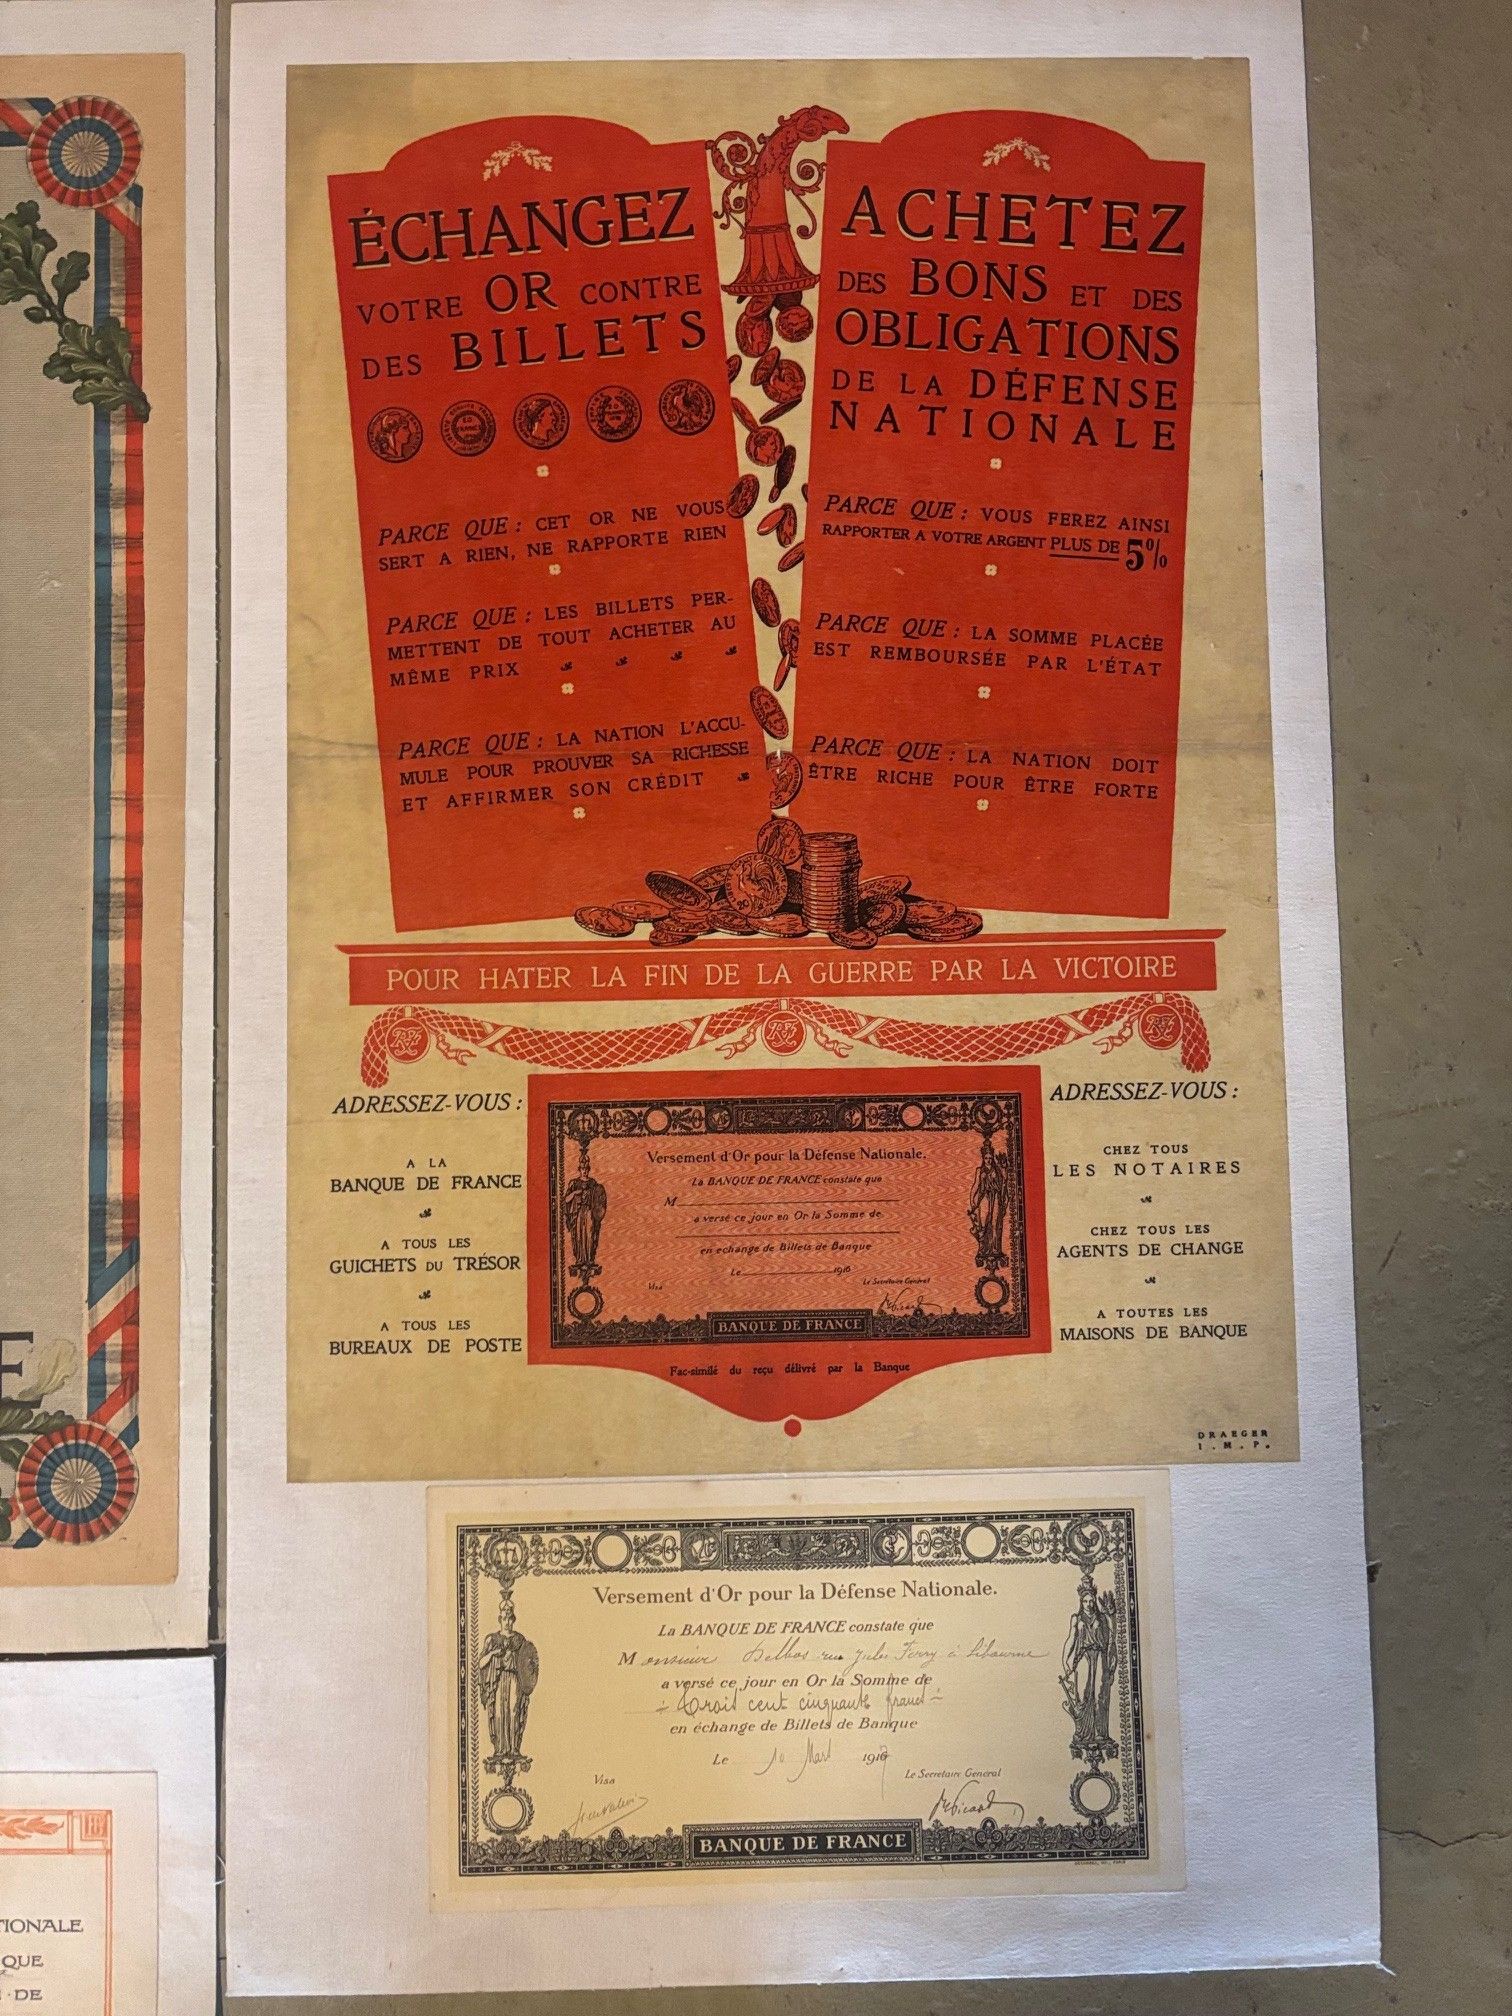 ÉCHANGEZ
VOTRE OR CONTRE
DES BILLETS
PARCE QUE : CET OR NE VOUS
SERT A RIEN, NE RAPPORTE RIEN
PARCE QUE : LES BILLETS PER-
METTENT DE TOUT ACHETER AU
MÊME PRIX
PARCE QUE : LA NATION L'ACCU-
MULE POUR PROUVER SA RICHESSE
ET AFFIRMER SON CRÉDIT
ACHETEZ
DES BONS ET DES
OBLIGATIONS
DE LA DÉFENSE
NATIONALE
PARCE QUE : VOUS FEREZ AINSI
RAPPORTER A VOTRE ARGENT PLUS DE 5%
PARCE QUE : LA SOMME PLACÉE
EST REMBOURSÉE PAR L'ÉTAT
PARCE QUE : LA NATION DOIT
ÊTRE RICHE POUR ÊTRE FORTE
POUR HATER LA FIN DE LA GUERRE PAR LA VICTOIRE
ADRESSEZ-VOUS :
A LA
BANQUE DE FRANCE
A TOUS LES
GUICHETS DU TRÉSOR
A TOUS LES
BUREAUX DE POSTE
Versement d'Or pour la Défense Nationale.
La BANQUE DE FRANCE constate que
M
a versé ce jour en Or la Somme de
en échange de Billets de Banque
Le 1916
Visa
Le Secrétaire Général
Picard
BANQUE DE FRANCE
Fac-similé du reçu délivré par la Banque
ADRESSEZ-VOUS :
CHEZ TOUS
LES NOTAIRES
CHEZ TOUS LES
AGENTS DE CHANGE
A TOUTES LES
MAISONS DE BANQUE
DRAEGER
I.M.P.
Versement d'Or pour la Défense Nationale.
La BANQUE DE FRANCE constate que
Monsieur Delbos rue Jules Ferry à Libourne
a versé ce jour en Or la Somme de
Trois cent cinquante francs
en échange de Billets de Banque
Le 10 Mars 1917
Visa
Le Secrétaire Général
Picard
BANQUE DE FRANCE
E
TIONALE
QUE
DE